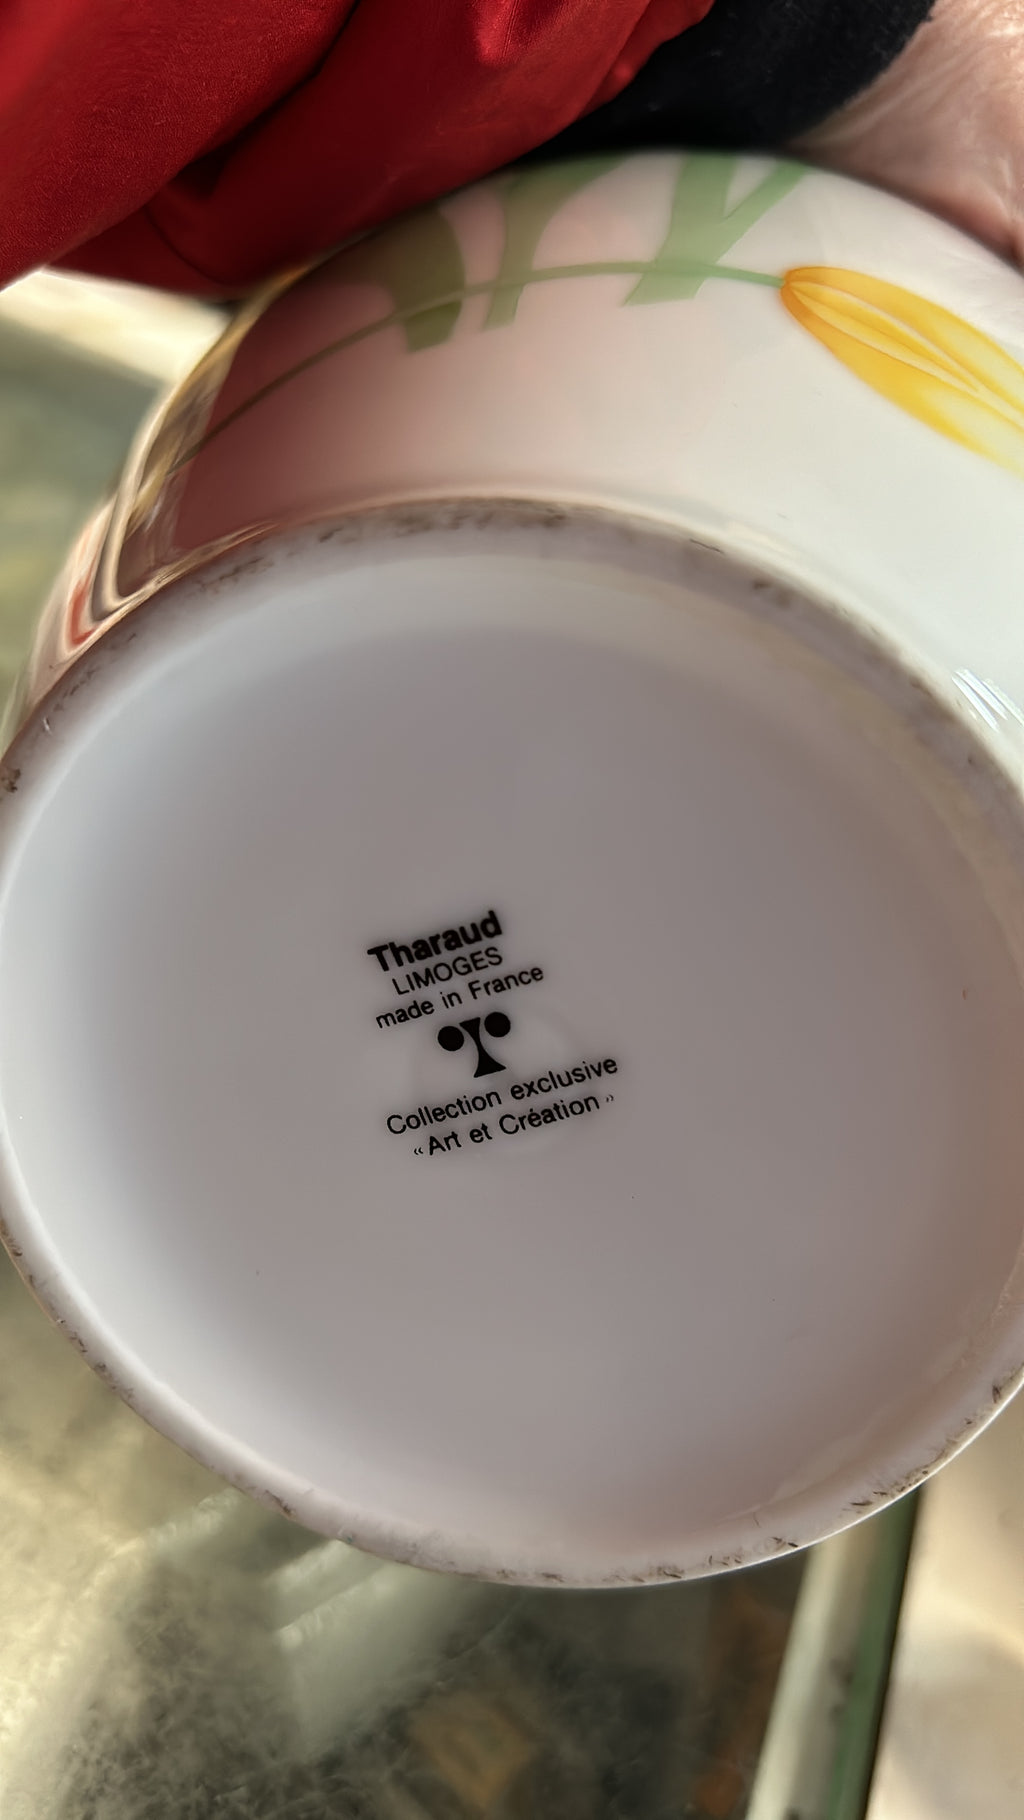 Tharaud
LIMOGES
made in France
Collection exclusive
« Art et Création »